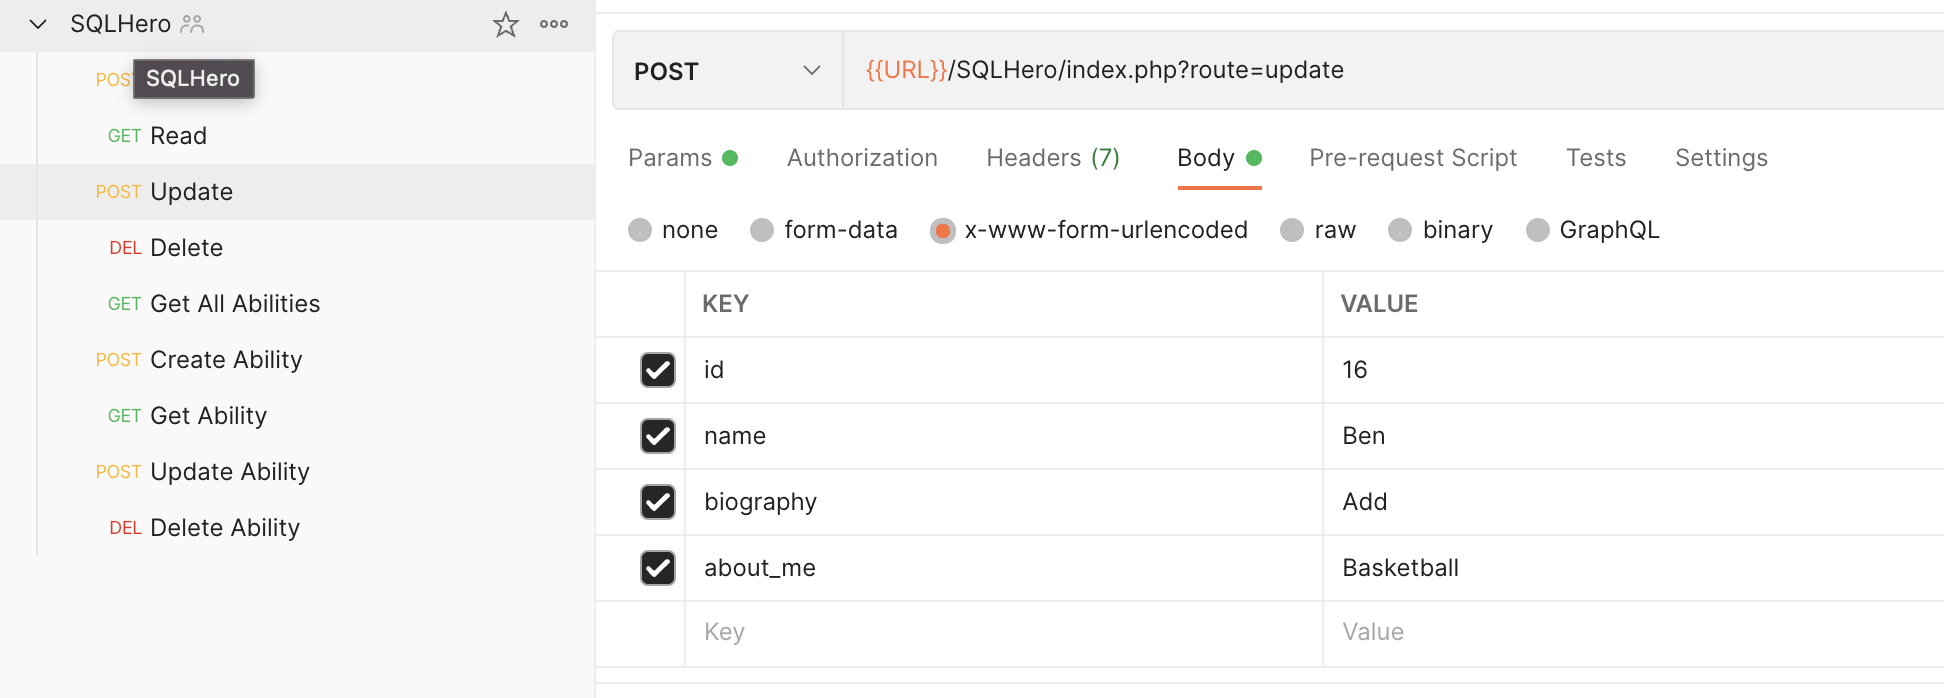 SQLHero
SQLHero
GET Read
POST Update
DEL Delete
GET Get All Abilities
POST Create Ability
GET Get Ability
POST Update Ability
DEL Delete Ability
POST
{{URL}}/SQLHero/index.php?route=update
Params Authorization Headers (7) Body Pre-request Script Tests Settings
none form-data x-www-form-urlencoded raw binary GraphQL
KEY VALUE
id 16
name Ben
biography Add
about_me Basketball
Key Value